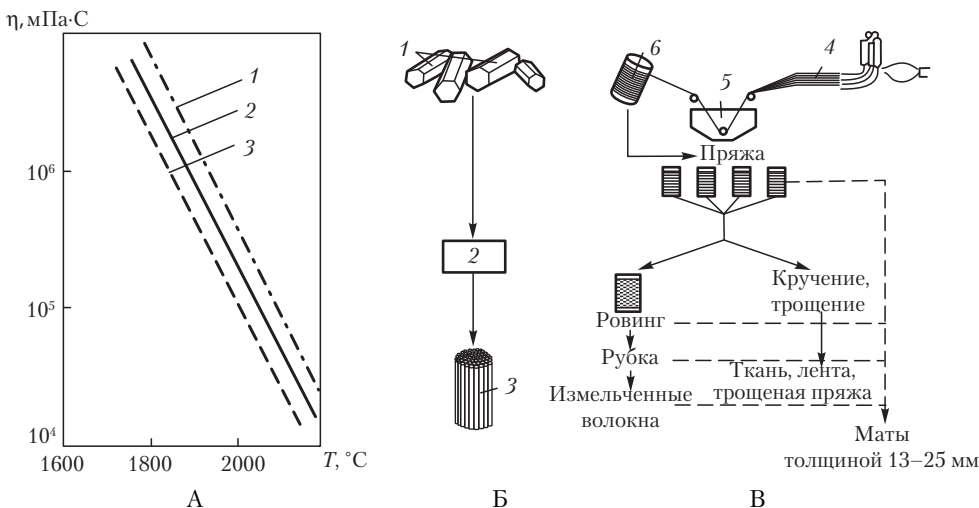 η, мПа·С
10⁶
10⁵
10⁴
1600
1800
2000
T, °C
1
2
3
А
1
2
3
Б
6
5
4
Пряжа
Ровинг
Рубка
Измельченные
волокна
Кручение,
трощение
Ткань, лента,
трощеная пряжа
Маты
толщиной 13–25 мм
В